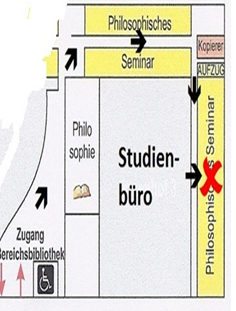 Philosophisches
Seminar
Kopierer
AUFZUG
Philo
sophie
Studien-
büro
Philosophisches Seminar
Zugang
Bereichsbibliothek